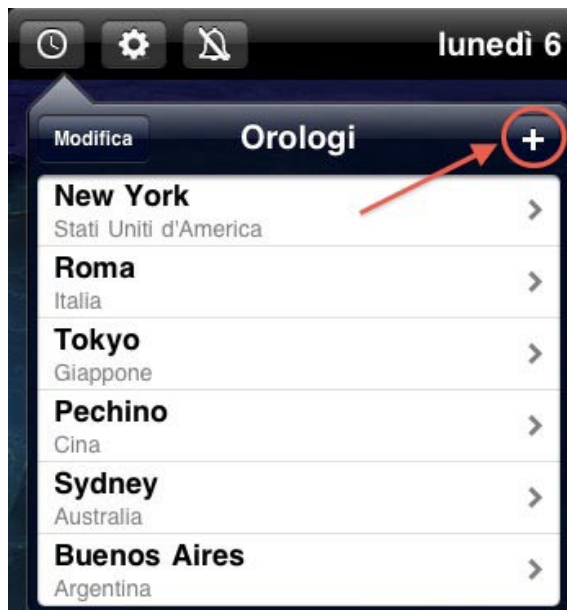 lunedì 6
Modifica Orologi +
New York
Stati Uniti d'America
Roma
Italia
Tokyo
Giappone
Pechino
Cina
Sydney
Australia
Buenos Aires
Argentina